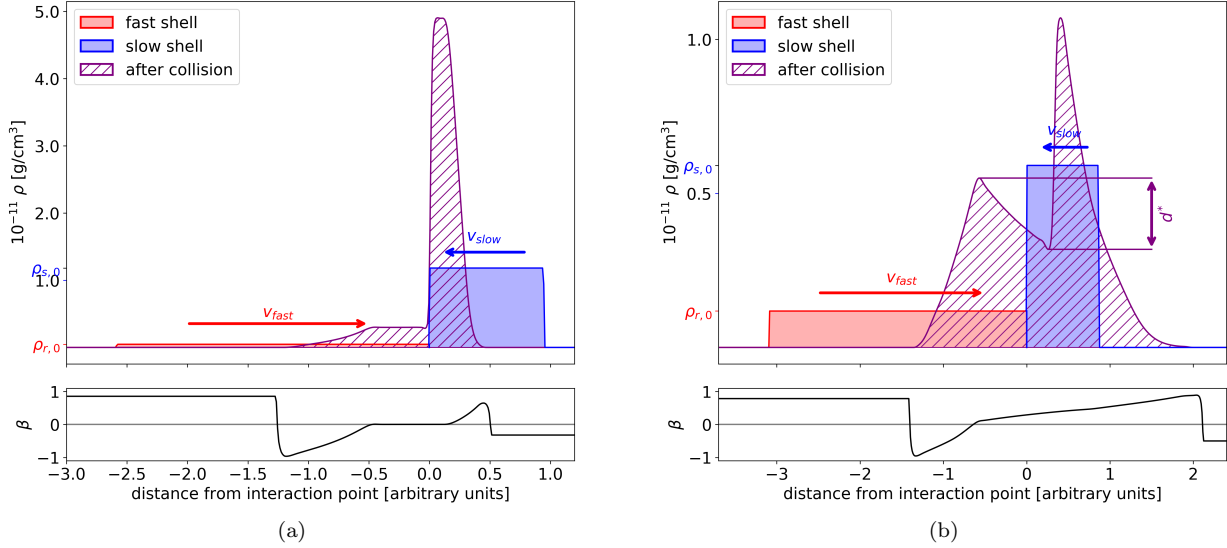 fast shell
slow shell
after collision
10⁻¹¹ ρ [g/cm³]
5.0
4.0
3.0
2.0
1.0
ρs,0
ρr,0
vfast
vslow
β
1
0
−1
−3.0 −2.5 −2.0 −1.5 −1.0 −0.5 0.0 0.5 1.0
distance from interaction point [arbitrary units]
(a)
fast shell
slow shell
after collision
10⁻¹¹ ρ [g/cm³]
1.0
0.5
ρs,0
ρr,0
vfast
vslow
d*
β
1
0
−1
−3 −2 −1 0 1 2
distance from interaction point [arbitrary units]
(b)